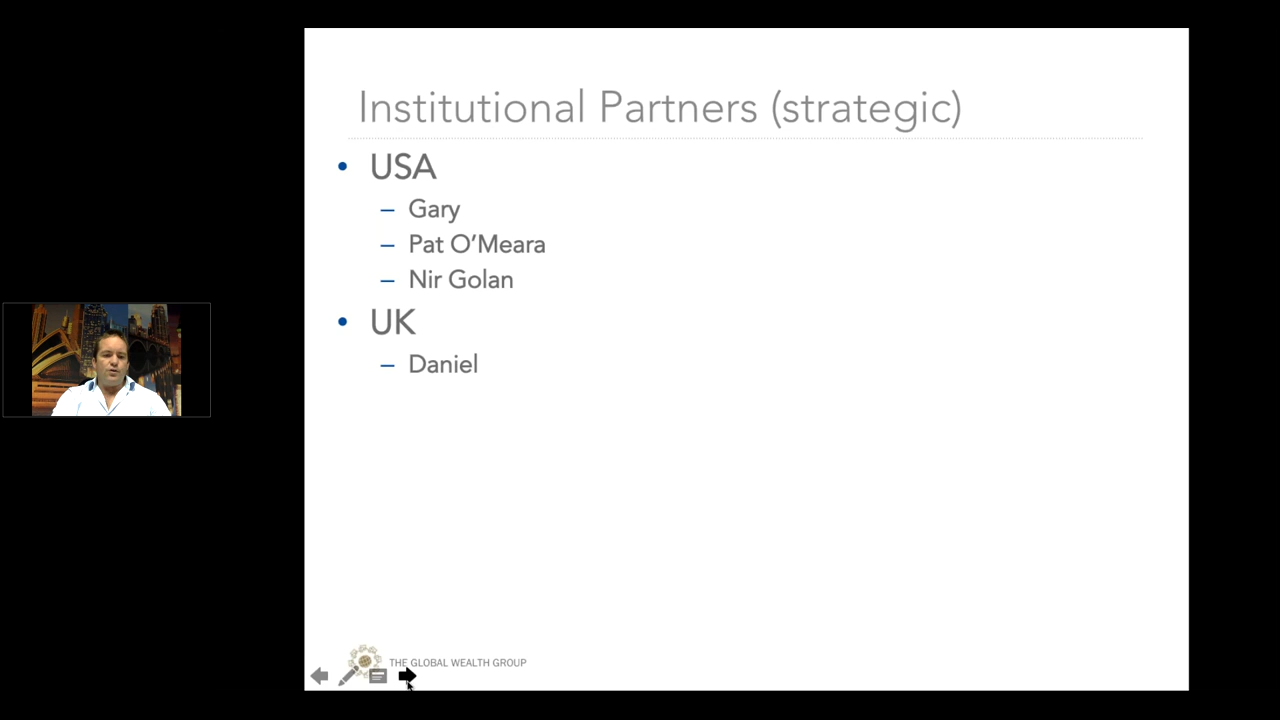 Institutional Partners (strategic)
• USA
– Gary
– Pat O’Meara
– Nir Golan
• UK
– Daniel
THE GLOBAL WEALTH GROUP